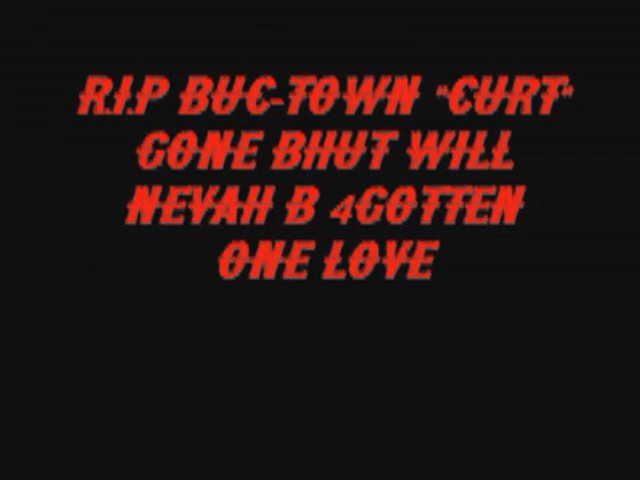 R.I.P BUC-TOWN "CURT"
GONE BHUT WILL
NEVAH B 4GOTTEN
ONE LOVE